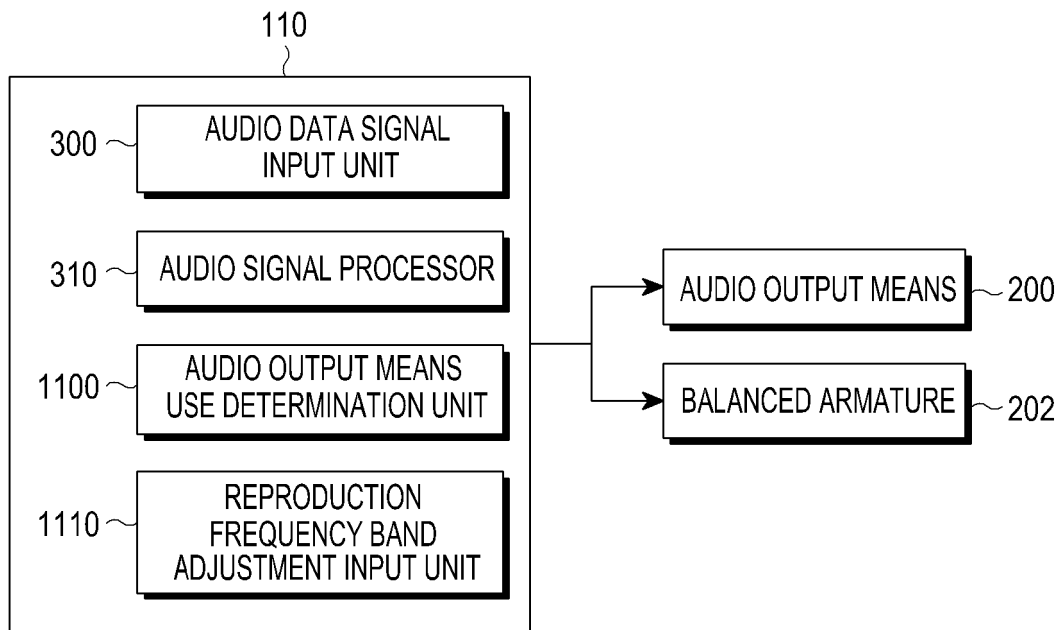 110
300
AUDIO DATA SIGNAL
INPUT UNIT
310
AUDIO SIGNAL PROCESSOR
1100
AUDIO OUTPUT MEANS
USE DETERMINATION UNIT
1110
REPRODUCTION
FREQUENCY BAND
ADJUSTMENT INPUT UNIT
AUDIO OUTPUT MEANS
200
BALANCED ARMATURE
202